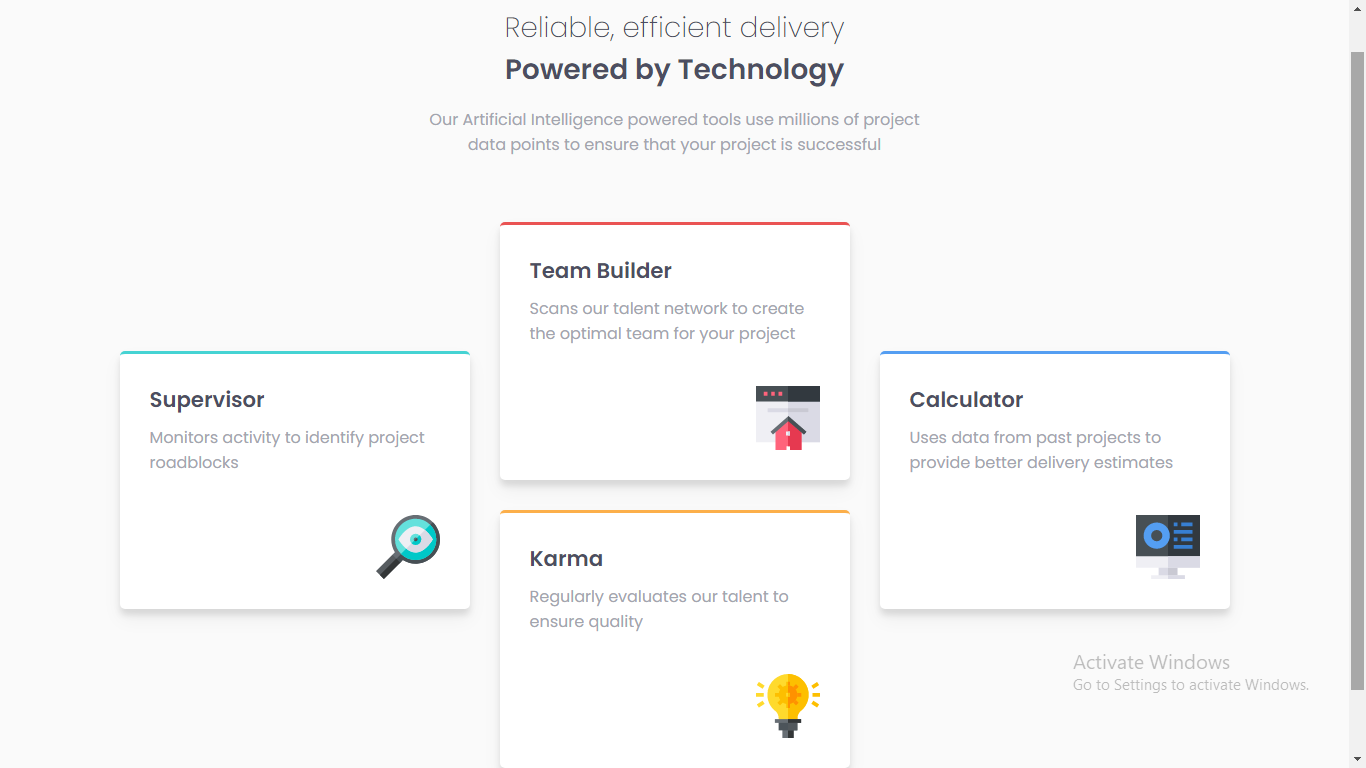 Reliable, efficient delivery
Powered by Technology
Our Artificial Intelligence powered tools use millions of project
data points to ensure that your project is successful
Team Builder
Scans our talent network to create
the optimal team for your project
Supervisor
Monitors activity to identify project
roadblocks
Calculator
Uses data from past projects to
provide better delivery estimates
Karma
Regularly evaluates our talent to
ensure quality
Activate Windows
Go to Settings to activate Windows.